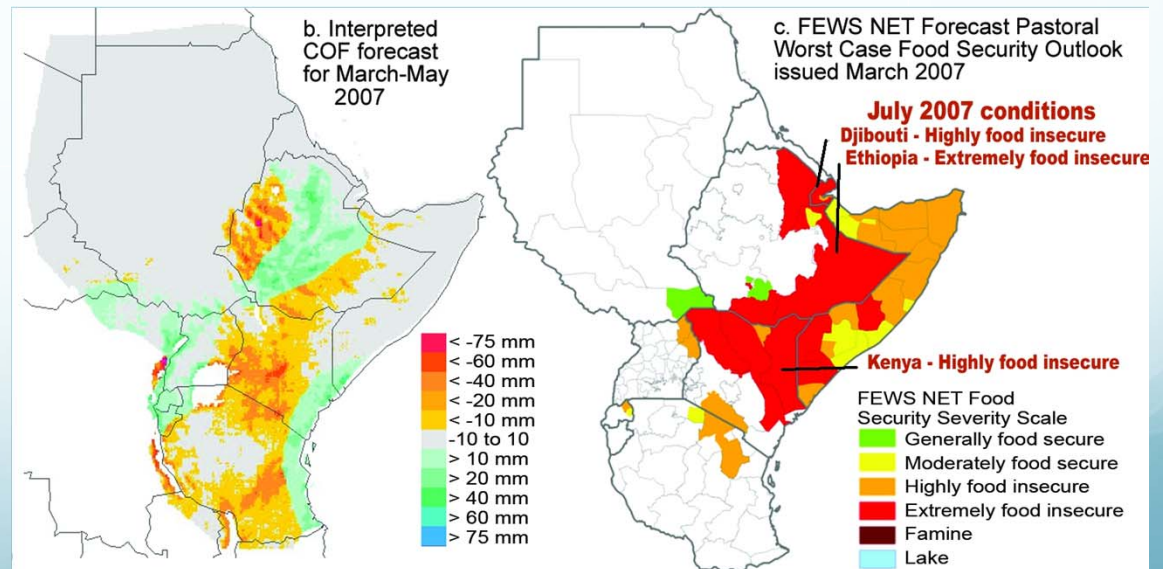 b. Interpreted
COF forecast
for March-May
2007
< -75 mm
< -60 mm
< -40 mm
< -20 mm
< -10 mm
-10 to 10
> 10 mm
> 20 mm
> 40 mm
> 60 mm
> 75 mm
c. FEWS NET Forecast Pastoral
Worst Case Food Security Outlook
issued March 2007
July 2007 conditions
Djibouti - Highly food insecure
Ethiopia - Extremely food insecure
Kenya - Highly food insecure
FEWS NET Food
Security Severity Scale
Generally food secure
Moderately food secure
Highly food insecure
Extremely food insecure
Famine
Lake